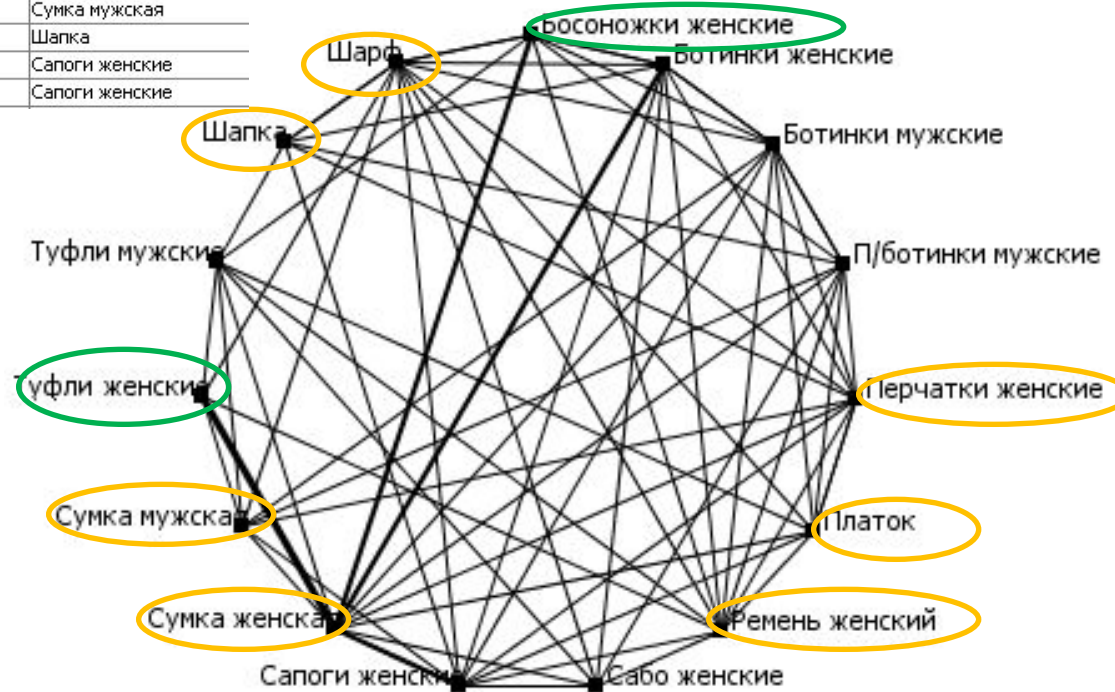 Сумка мужская
Шапка
Сапоги женские
Сапоги женские
Босоножки женские
Шарф
Ботинки женские
Шапка
Ботинки мужские
Туфли мужские
П/ботинки мужские
Туфли женские
Перчатки женские
Сумка мужская
Платок
Сумка женская
Ремень женский
Сапоги женские
Сабо женские